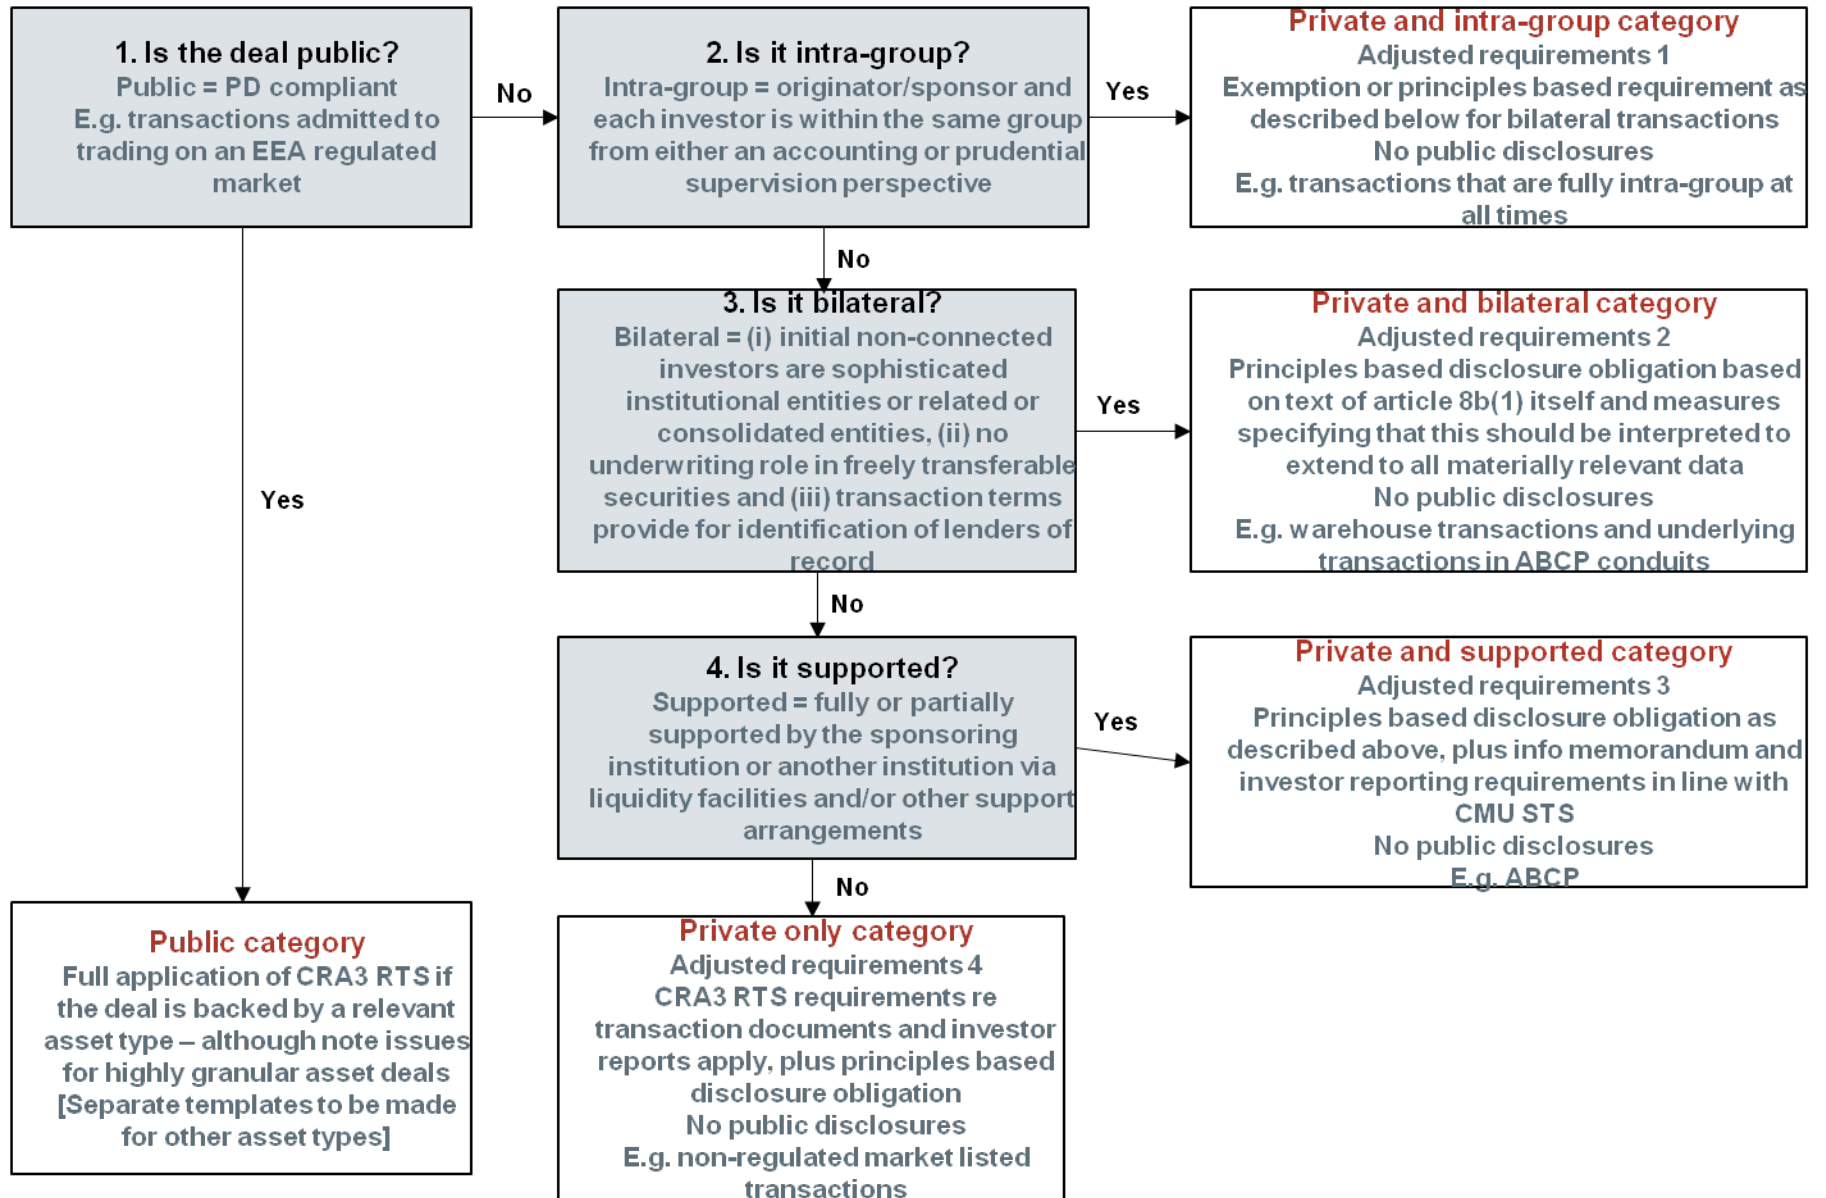 1. Is the deal public?
Public = PD compliant
E.g. transactions admitted to
trading on an EEA regulated
market
No
2. Is it intra-group?
Intra-group = originator/sponsor and
each investor is within the same group
from either an accounting or prudential
supervision perspective
Yes
Private and intra-group category
Adjusted requirements 1
Exemption or principles based requirement as
described below for bilateral transactions
No public disclosures
E.g. transactions that are fully intra-group at
all times
No
3. Is it bilateral?
Bilateral = (i) initial non-connected
investors are sophisticated
institutional entities or related or
consolidated entities, (ii) no
underwriting role in freely transferable
securities and (iii) transaction terms
provide for identification of lenders of
record
Yes
Private and bilateral category
Adjusted requirements 2
Principles based disclosure obligation based
on text of article 8b(1) itself and measures
specifying that this should be interpreted to
extend to all materially relevant data
No public disclosures
E.g. warehouse transactions and underlying
transactions in ABCP conduits
Yes
No
4. Is it supported?
Supported = fully or partially
supported by the sponsoring
institution or another institution via
liquidity facilities and/or other support
arrangements
Yes
Private and supported category
Adjusted requirements 3
Principles based disclosure obligation as
described above, plus info memorandum and
investor reporting requirements in line with
CMU STS
No public disclosures
E.g. ABCP
No
Public category
Full application of CRA3 RTS if
the deal is backed by a relevant
asset type – although note issues
for highly granular asset deals
[Separate templates to be made
for other asset types]
Private only category
Adjusted requirements 4
CRA3 RTS requirements re
transaction documents and investor
reports apply, plus principles based
disclosure obligation
No public disclosures
E.g. non-regulated market listed
transactions